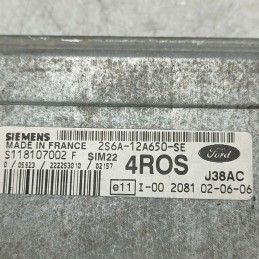 SIEMENS
MADE IN FRANCE 2S6A-12A650-SE
S118107002 F SIM22 4ROS Ford
0 / 05323 / 222253010 / 02157 J38AC
e11 I-00 2081 02-06-06